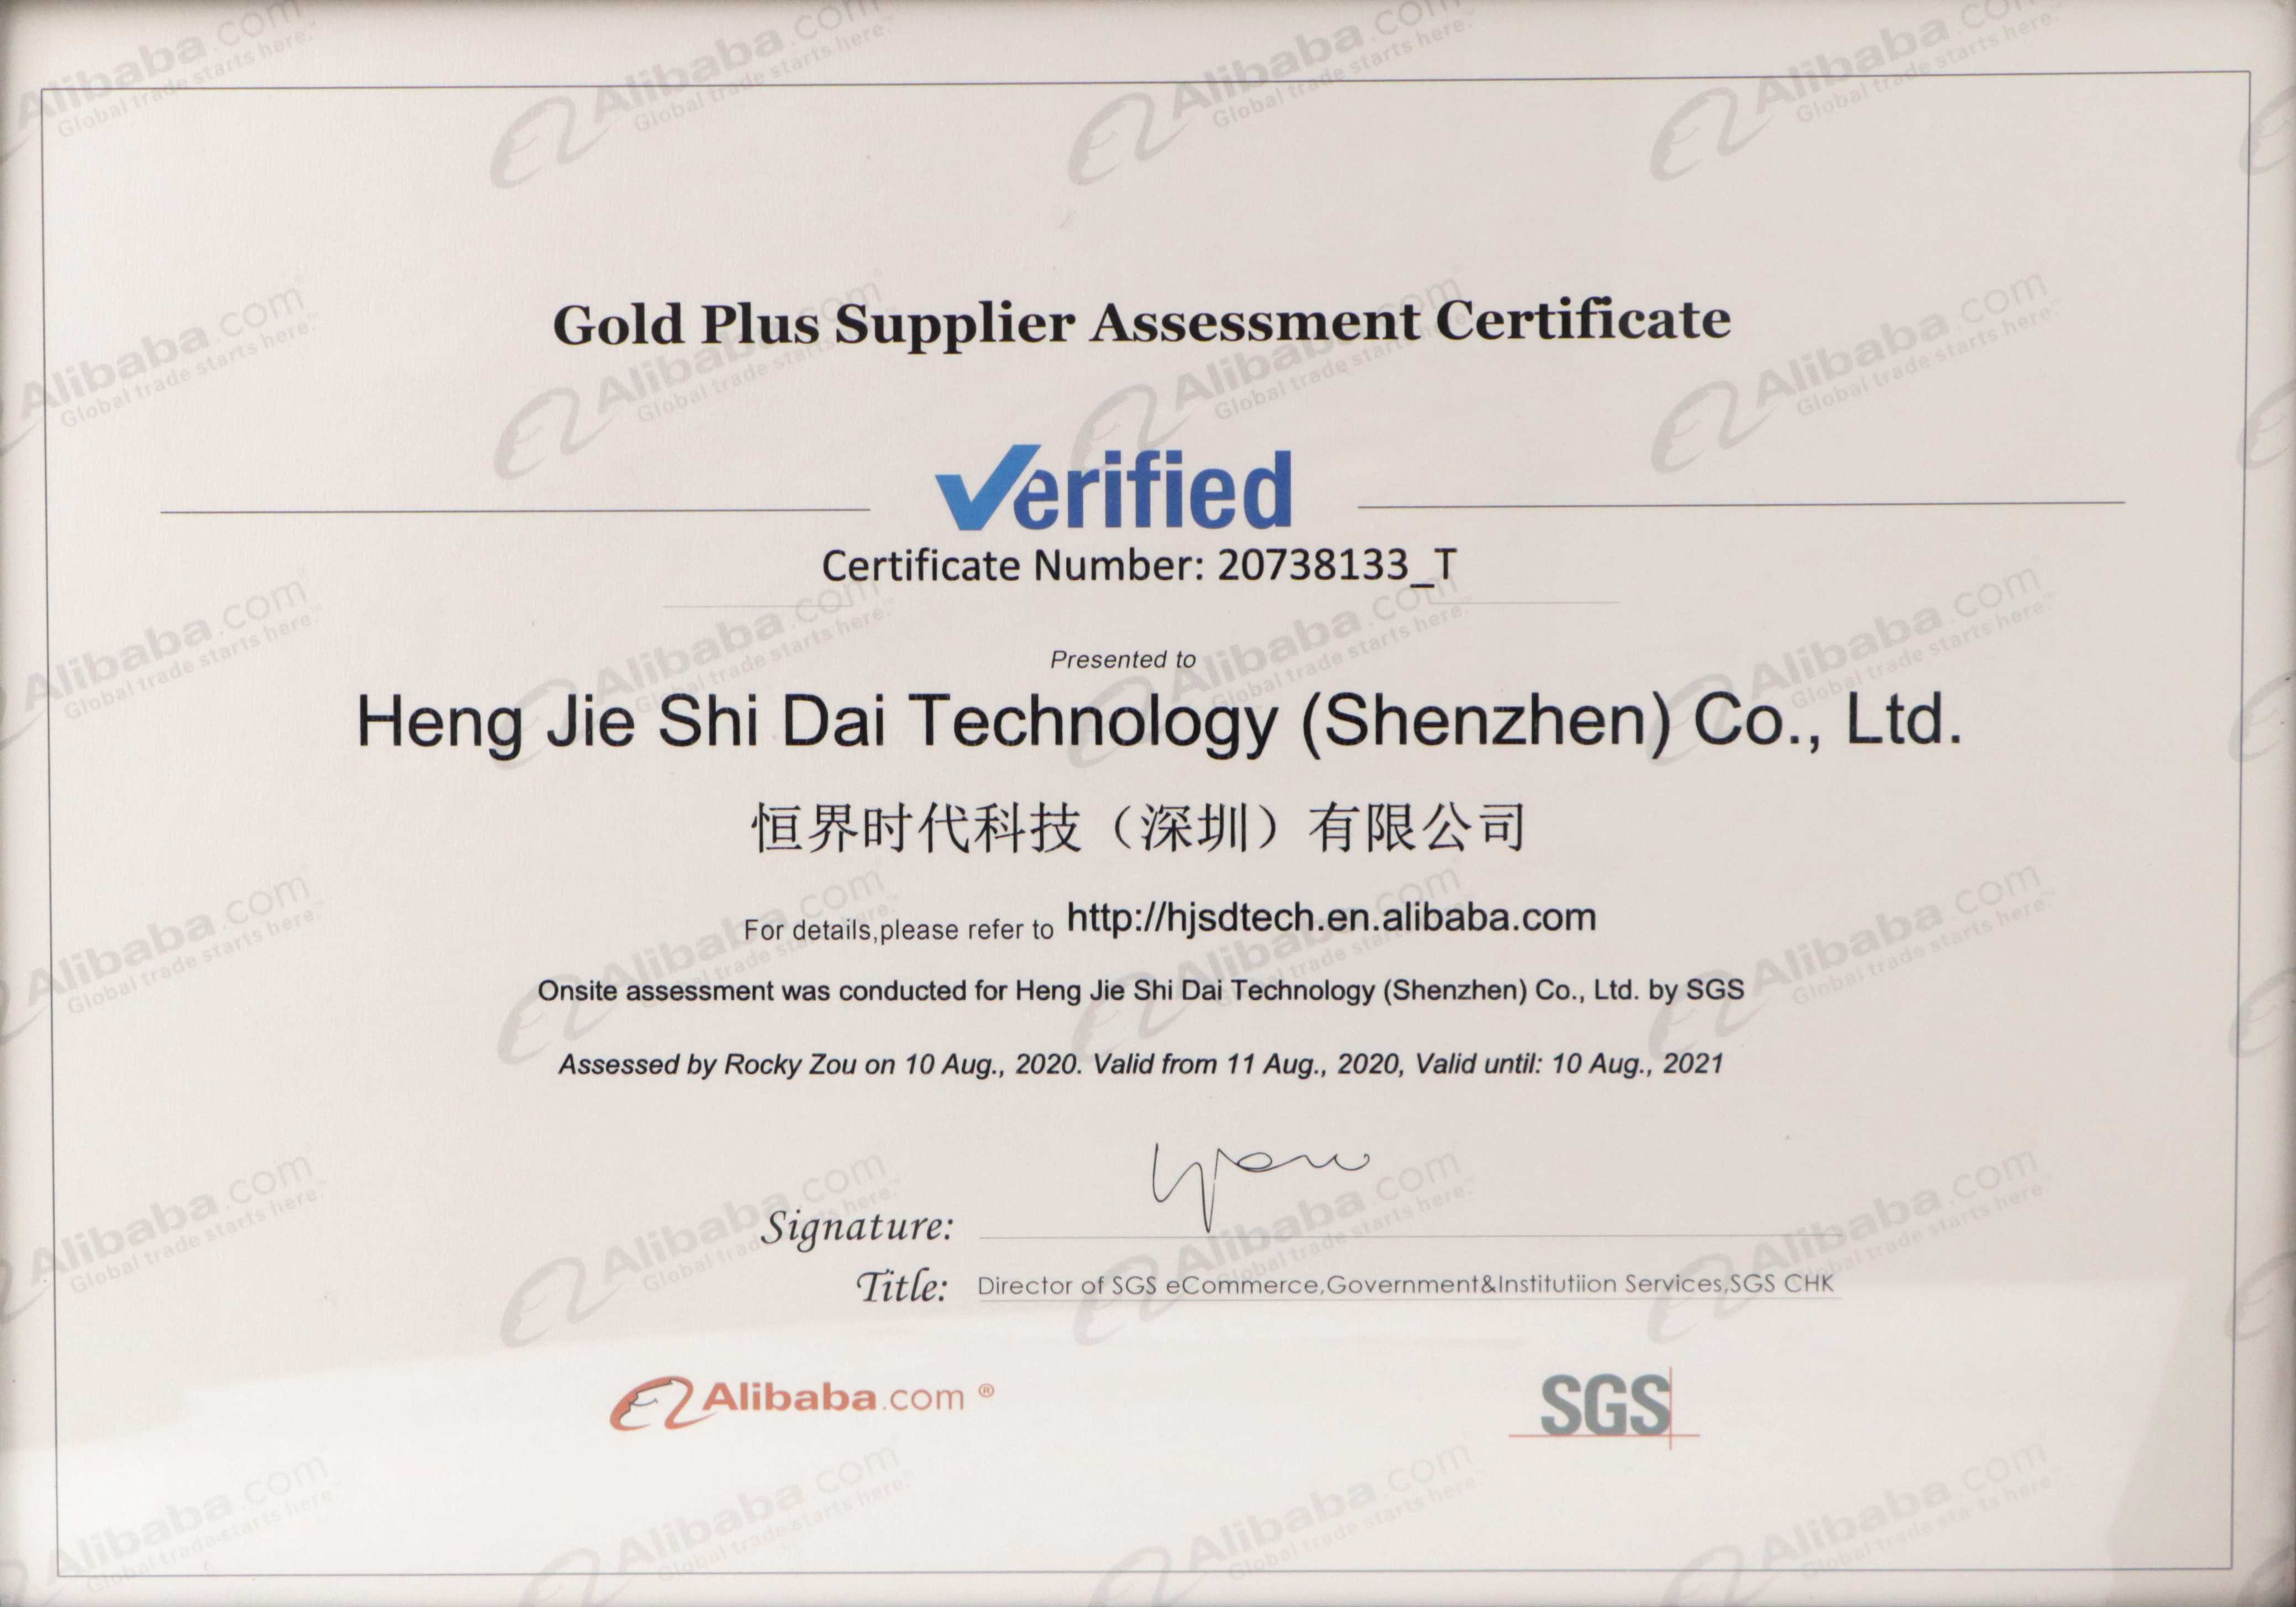 Gold Plus Supplier Assessment Certificate
Verified
Certificate Number: 20738133_T
Presented to
Heng Jie Shi Dai Technology (Shenzhen) Co., Ltd.
恒界时代科技（深圳）有限公司
For details,please refer to http://hjsdtech.en.alibaba.com
Onsite assessment was conducted for Heng Jie Shi Dai Technology (Shenzhen) Co., Ltd. by SGS
Assessed by Rocky Zou on 10 Aug., 2020. Valid from 11 Aug., 2020, Valid until: 10 Aug., 2021
Signature:
Title: Director of SGS eCommerce,Government&Institutiion Services,SGS CHK
Alibaba.com ®
SGS